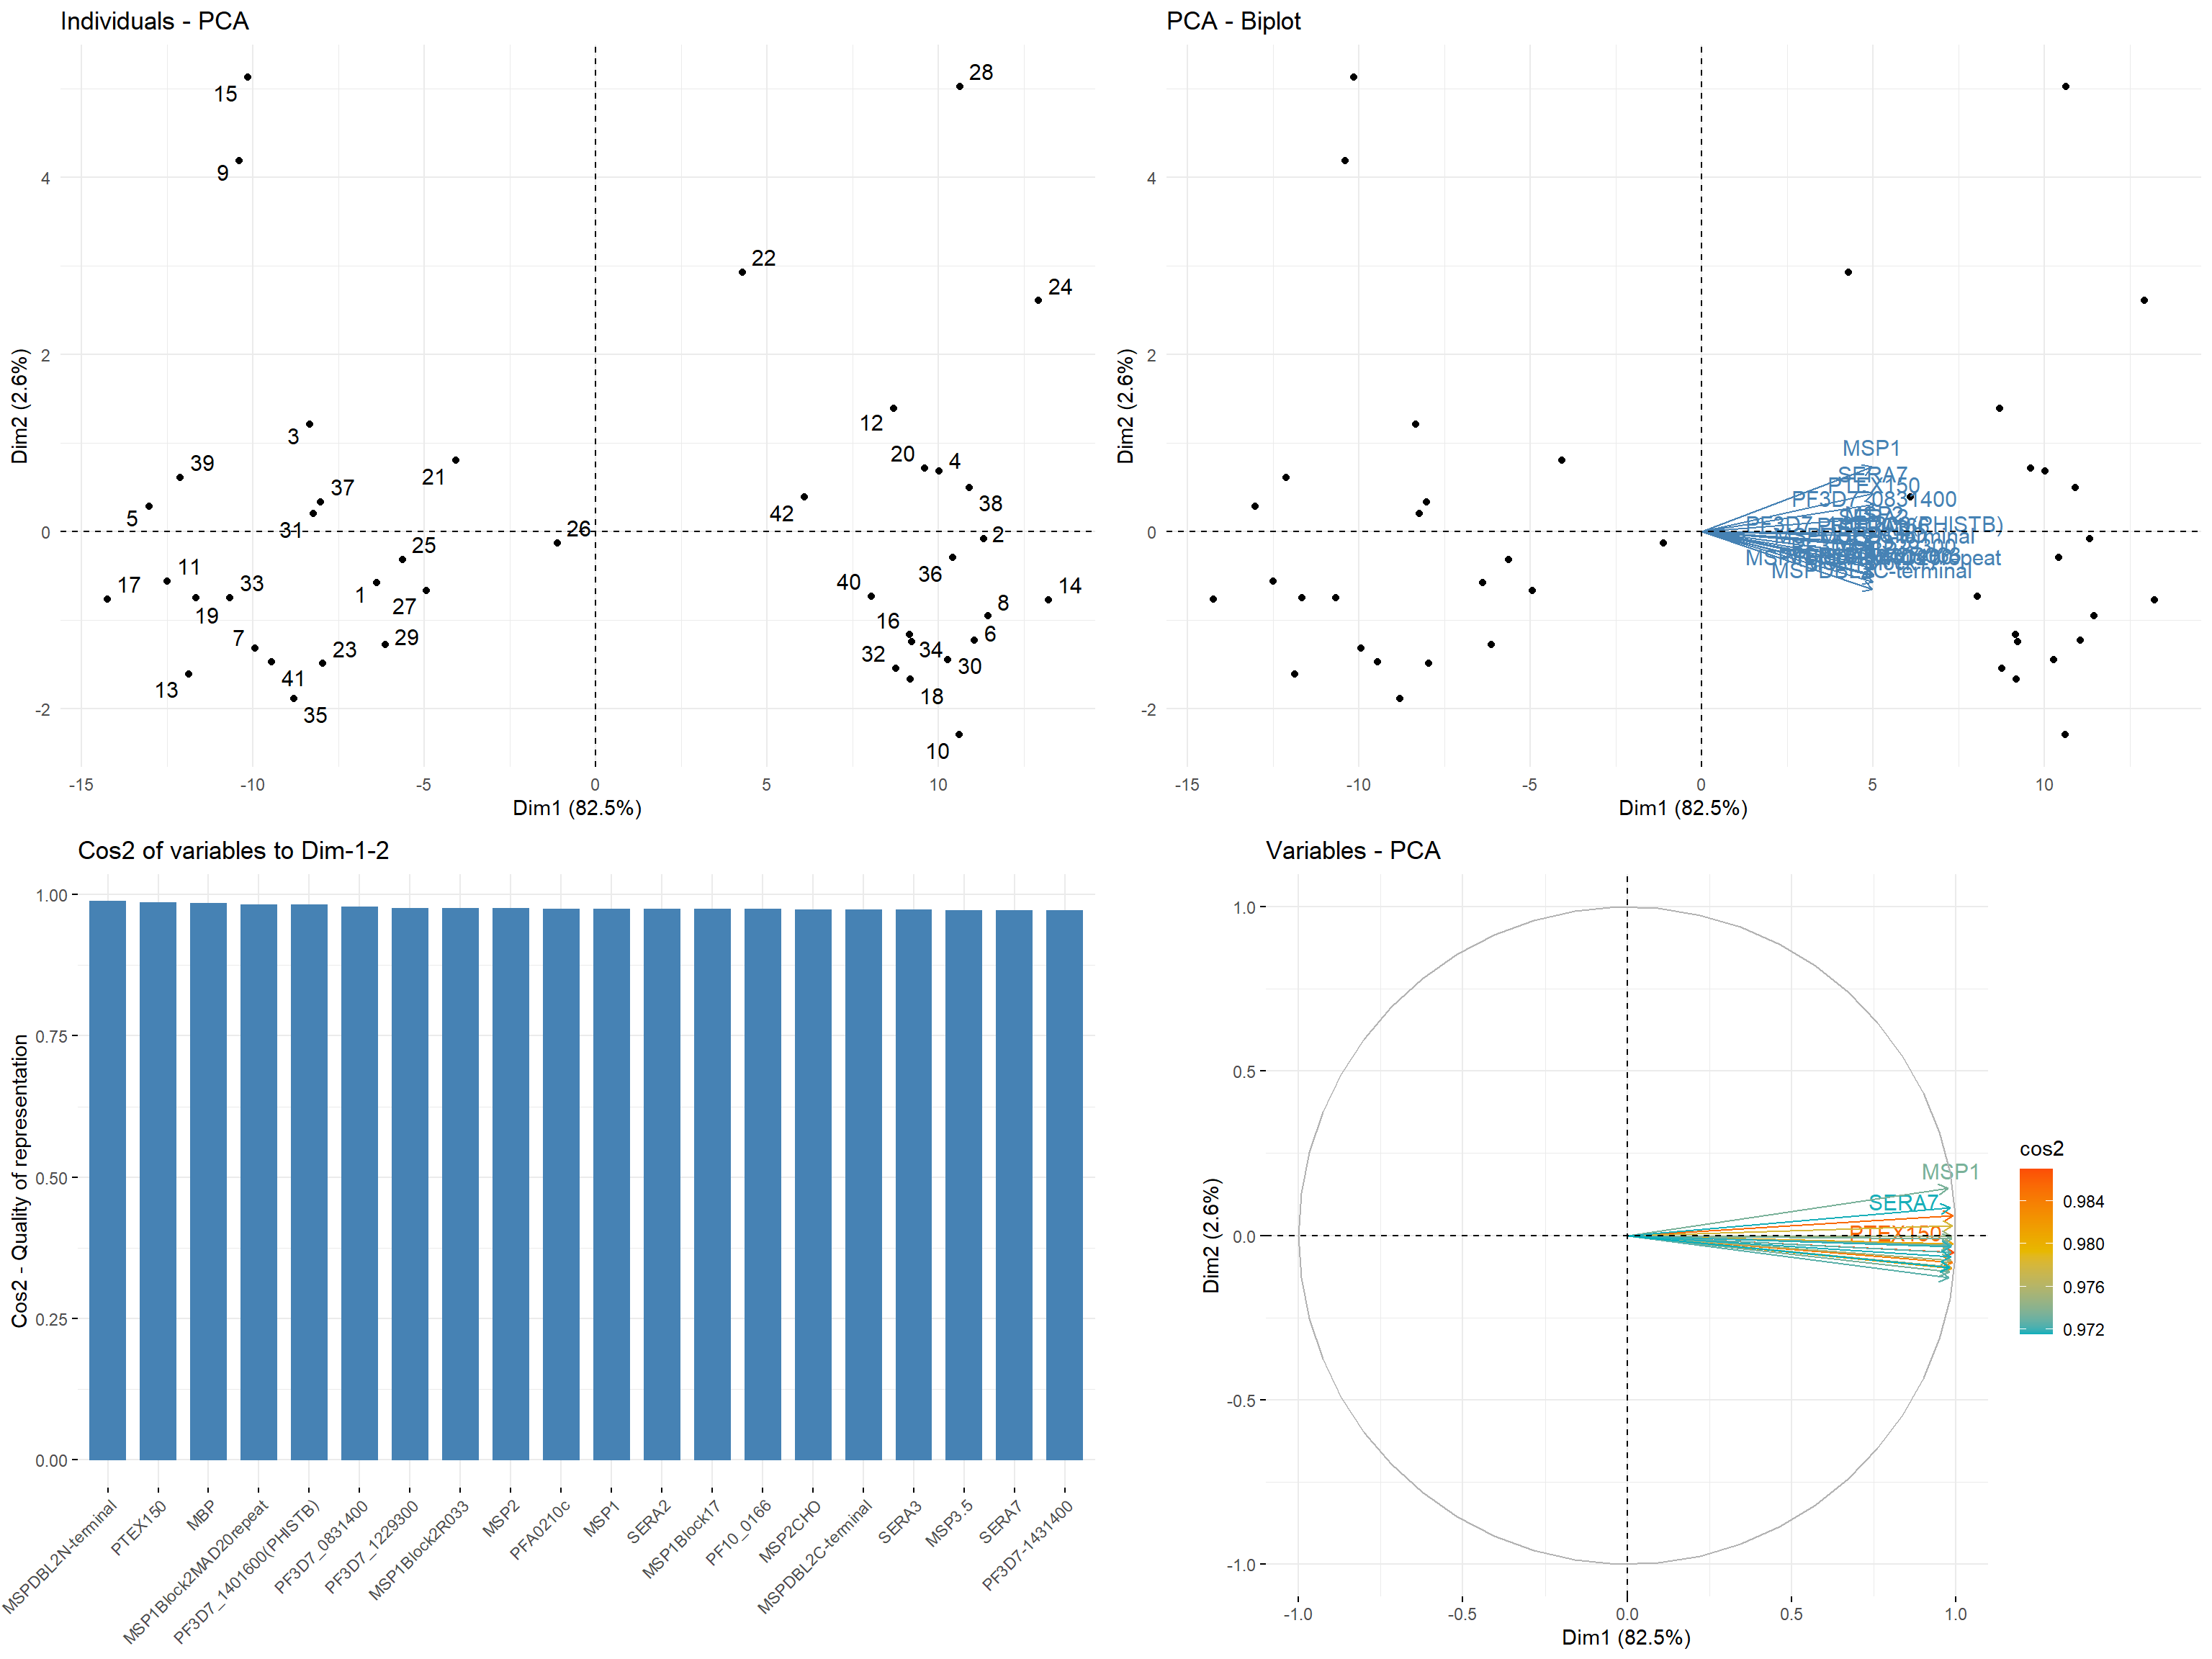 Individuals - PCA
15
28
9
4
22
24
2
12
3
20
4
39
21
37
38
42
5
31
26
2
0
25
36
11
33
40
14
17
1
8
19
27
16
6
7
29
34
23
32
30
13
41
18
35
-2
10
-15
-10
-5
0
5
10
Dim1 (82.5%)
Dim2 (2.6%)
PCA - Biplot
4
2
MSP1
SERA7
PTEX150
PF3D7_0831400
MSP2
0
-2
-15
-10
-5
0
5
10
Dim1 (82.5%)
Dim2 (2.6%)
Cos2 of variables to Dim-1-2
1.00
0.75
0.50
0.25
0.00
Cos2 - Quality of representation
MSPDBL2N-terminal
PTEX150
MBP
MSP1Block2MAD20repeat
PF3D7_1401600(PHISTB)
PF3D7_0831400
PF3D7_1229300
MSP1Block2R033
MSP2
PFA0210c
MSP1
SERA2
MSP1Block17
PF10_0166
MSP2CHO
MSPDBL2C-terminal
SERA3
MSP3.5
SERA7
PF3D7-1431400
Variables - PCA
1.0
0.5
MSP1
SERA7
PTEX150
0.0
-0.5
-1.0
-1.0
-0.5
0.0
0.5
1.0
Dim1 (82.5%)
Dim2 (2.6%)
cos2
0.984
0.980
0.976
0.972